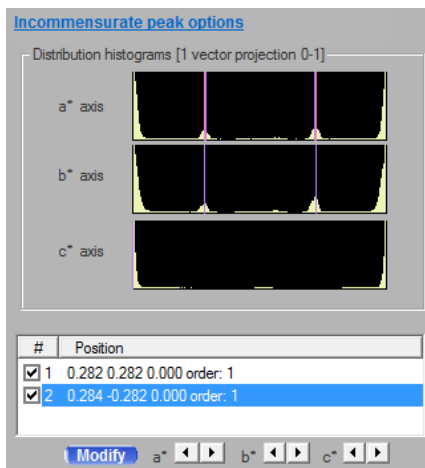 Incommensurate peak options
Distribution histograms [1 vector projection 0-1]
a* axis
b* axis
c* axis
# Position
1 0.282 0.282 0.000 order: 1
2 0.284 -0.282 0.000 order: 1
Modify a* b* c*